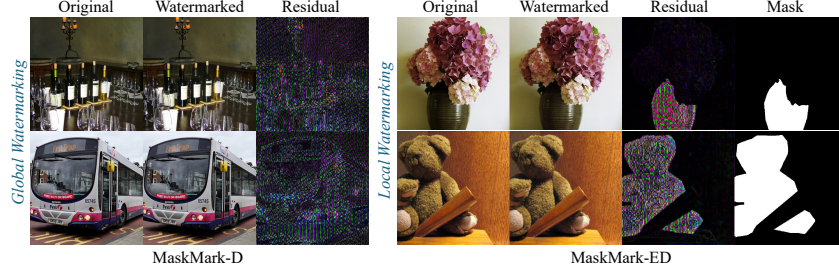 Original Watermarked Residual
Original Watermarked Residual Mask
Global Watermarking
Local Watermarking
MaskMark-D
MaskMark-ED